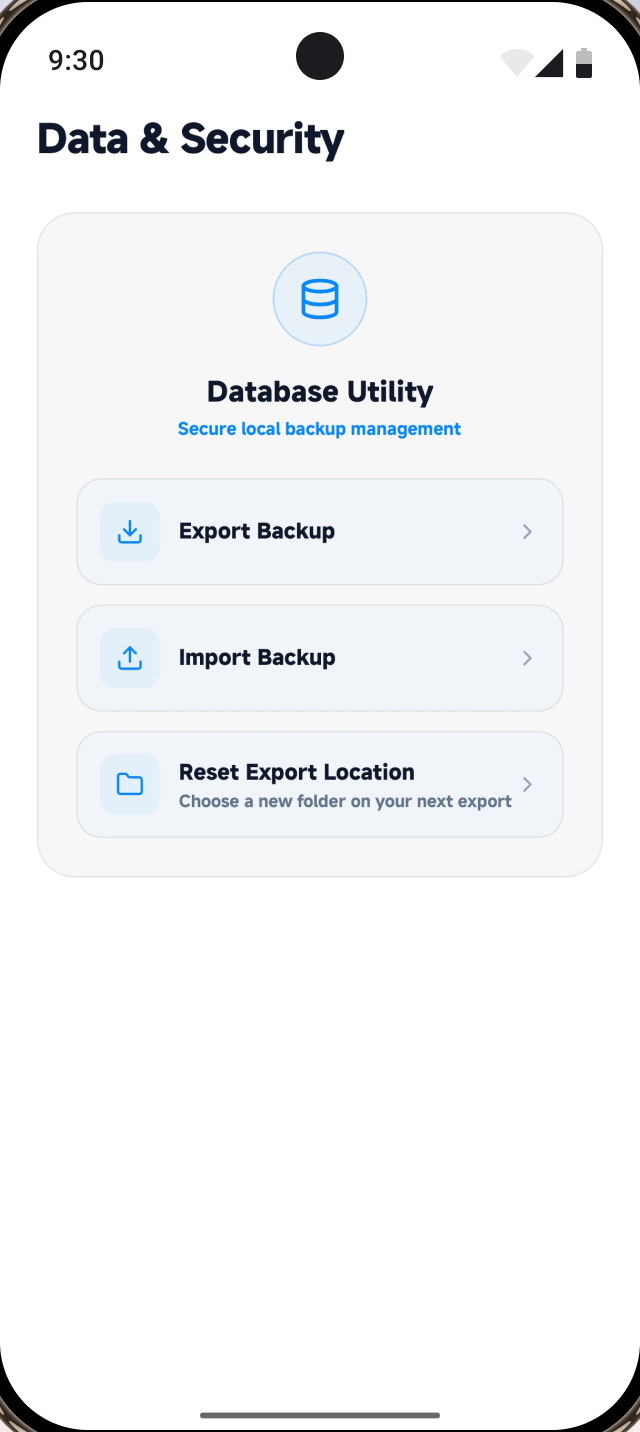 9:30
Data & Security
Database Utility
Secure local backup management
Export Backup
Import Backup
Reset Export Location
Choose a new folder on your next export